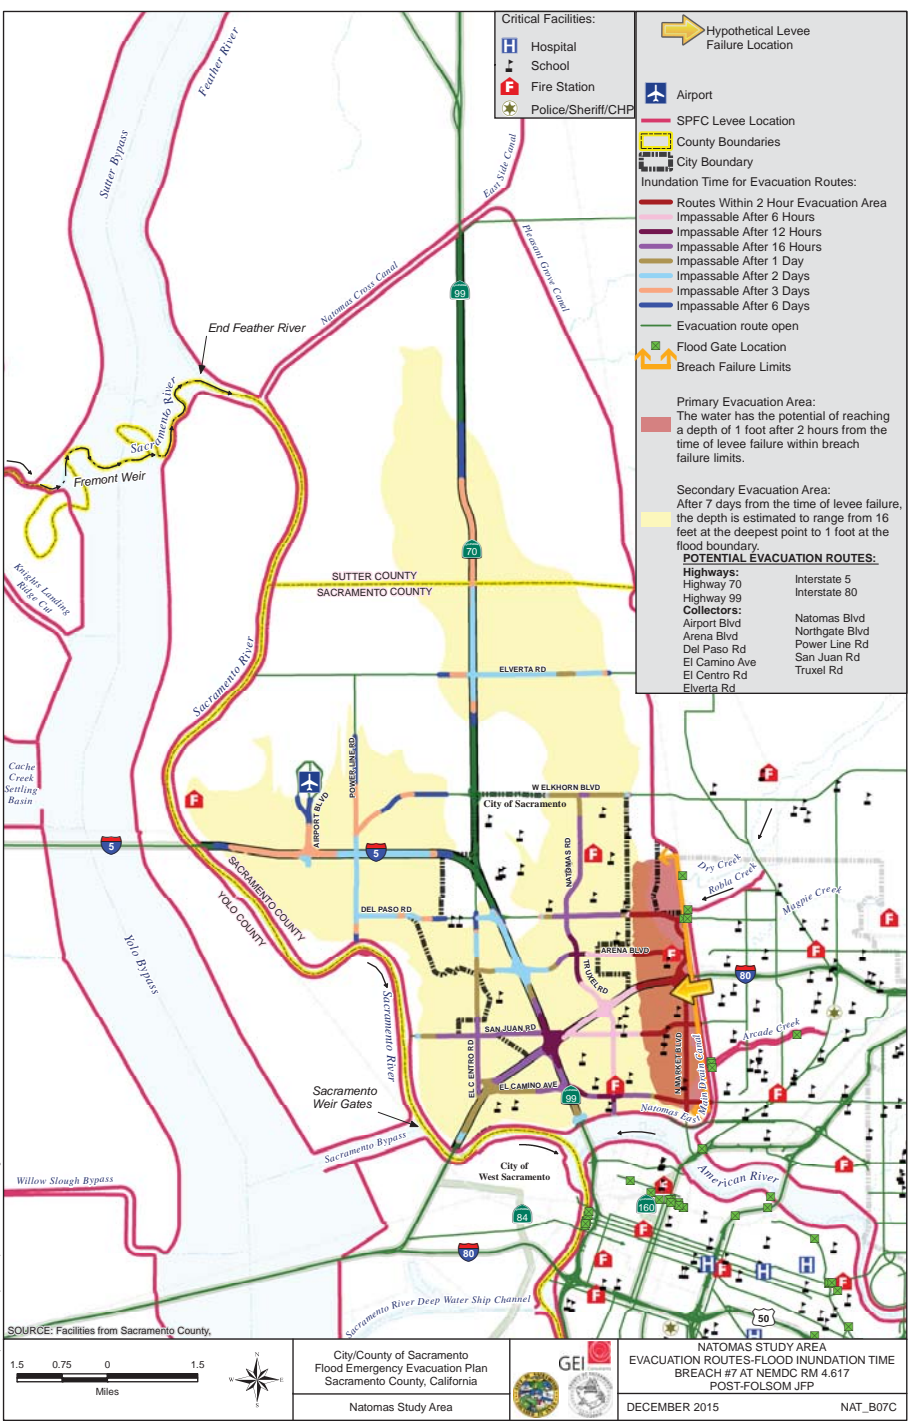 Critical Facilities:
H Hospital
School
F Fire Station
Police/Sheriff/CHP
Hypothetical Levee
Failure Location
Airport
SPFC Levee Location
County Boundaries
City Boundary
Inundation Time for Evacuation Routes:
Routes Within 2 Hour Evacuation Area
Impassable After 6 Hours
Impassable After 12 Hours
Impassable After 16 Hours
Impassable After 1 Day
Impassable After 2 Days
Impassable After 3 Days
Impassable After 6 Days
Evacuation route open
Flood Gate Location
Breach Failure Limits
Primary Evacuation Area:
The water has the potential of reaching
a depth of 1 foot after 2 hours from the
time of levee failure within breach
failure limits.
Secondary Evacuation Area:
After 7 days from the time of levee failure,
the depth is estimated to range from 16
feet at the deepest point to 1 foot at the
flood boundary.
POTENTIAL EVACUATION ROUTES:
Highways:
Highway 70
Highway 99
Interstate 5
Interstate 80
Collectors:
Airport Blvd
Arena Blvd
Del Paso Rd
El Camino Ave
El Centro Rd
Elverta Rd
Natomas Blvd
Northgate Blvd
Power Line Rd
San Juan Rd
Truxel Rd
Feather River
Sutter Bypass
East Side Canal
Pleasant Grove Canal
Natomas Cross Canal
99
End Feather River
Sacramento River
Fremont Weir
Knights Landing
Ridge Cut
70
SUTTER COUNTY
SACRAMENTO COUNTY
Sacramento River
ELVERTA RD
POWER LINE RD
Cache
Creek
Settling
Basin
F
F
AIRPORT BLVD
W ELKHORN BLVD
City of Sacramento
5
5
NATOMAS RD
F
Dry Creek
Robla Creek
Magpie Creek
SACRAMENTO COUNTY
YOLO COUNTY
DEL PASO RD
F
Yolo Bypass
ARENA BLVD
F
F
80
TRUXEL RD
Sacramento River
SAN JUAN RD
Arcade Creek
EL CENTRO RD
N MARKET BLVD
Main Drain Canal
EL CAMINO AVE
F
F
99
Natomas East
Sacramento
Weir Gates
Sacramento Bypass
City of
West Sacramento
American River
F
Willow Slough Bypass
F
160
84
F
80
F
H
F
H
H
F
F
Sacramento River Deep Water Ship Channel
50
H
SOURCE: Facilities from Sacramento County,
1.5 0.75 0 1.5
Miles
N
W E
S
City/County of Sacramento
Flood Emergency Evacuation Plan
Sacramento County, California
Natomas Study Area
GEI
NATOMAS STUDY AREA
EVACUATION ROUTES-FLOOD INUNDATION TIME
BREACH #7 AT NEMDC RM 4.617
POST-FOLSOM JFP
DECEMBER 2015
NAT_B07C